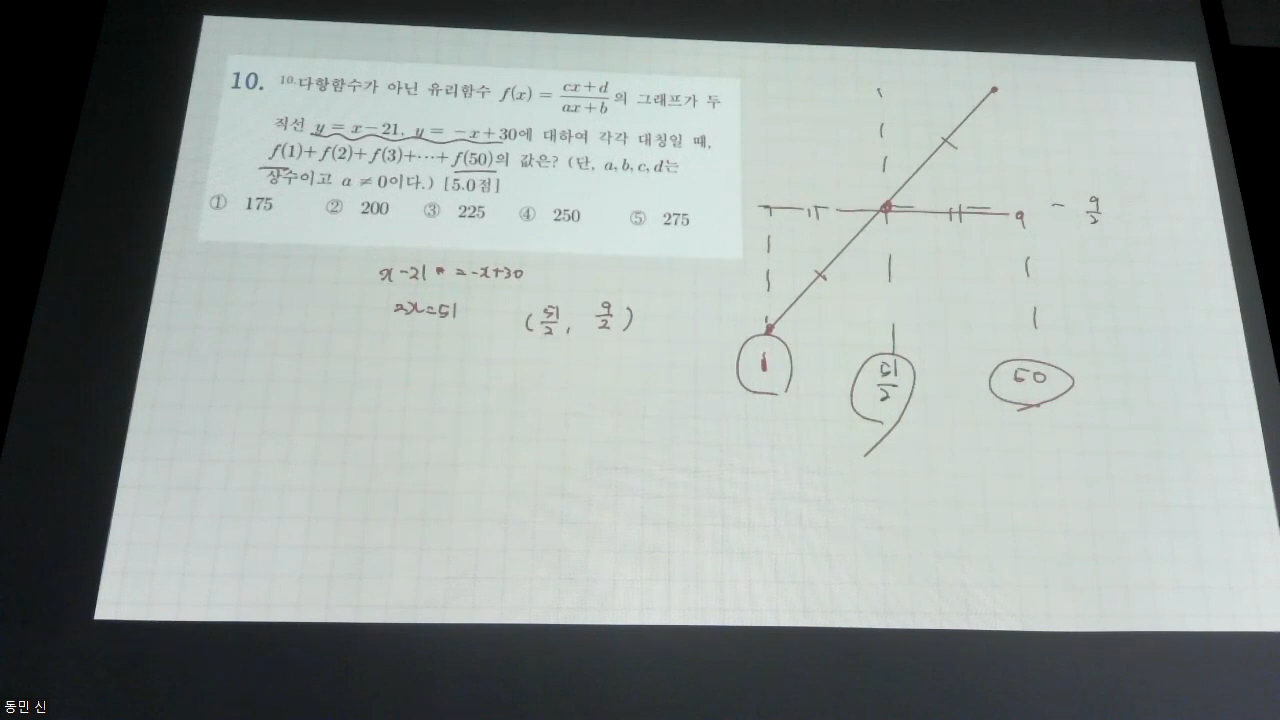 10. 10.다항함수가 아닌 유리함수 f(x) = (cx+d)/(ax+b) 의 그래프가 두
직선 y = x-21, y = -x+30에 대하여 각각 대칭일 때,
f(1)+f(2)+f(3)+⋯+f(50)의 값은? (단, a, b, c, d는
상수이고 a ≠ 0이다.) [5.0점]
① 175 ② 200 ③ 225 ④ 250 ⑤ 275
x-21 = -x+30
2x=51 (51/2, 9/2)
9/2
1 51/2 50
동민 신